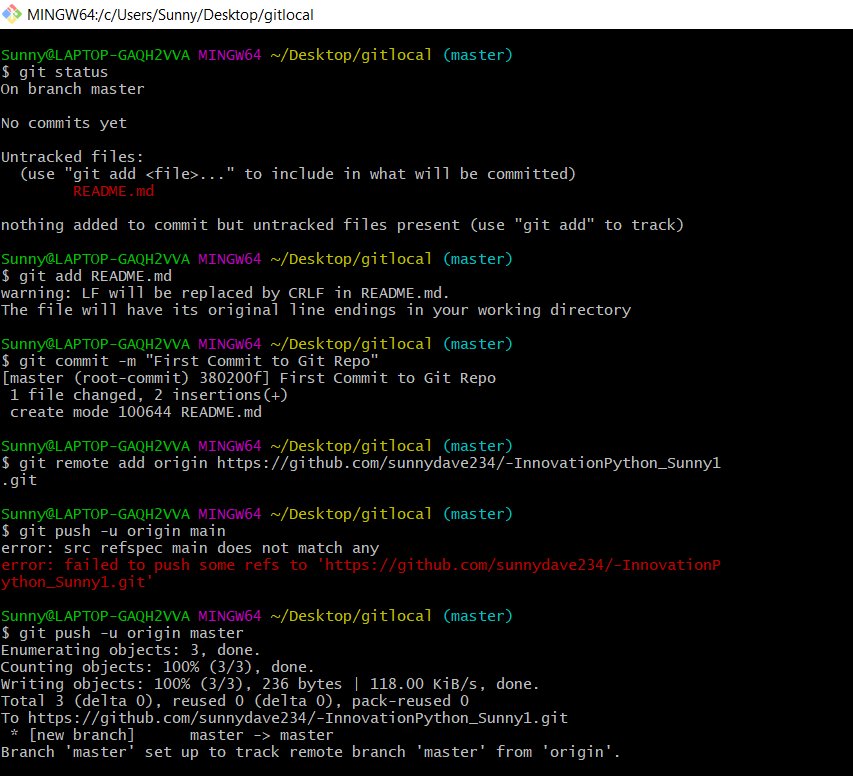 MINGW64:/c/Users/Sunny/Desktop/gitlocal
Sunny@LAPTOP-GAQH2VVA MINGW64 ~/Desktop/gitlocal (master)
$ git status
On branch master
No commits yet
Untracked files:
  (use "git add <file>..." to include in what will be committed)
        README.md
nothing added to commit but untracked files present (use "git add" to track)
Sunny@LAPTOP-GAQH2VVA MINGW64 ~/Desktop/gitlocal (master)
$ git add README.md
warning: LF will be replaced by CRLF in README.md.
The file will have its original line endings in your working directory
Sunny@LAPTOP-GAQH2VVA MINGW64 ~/Desktop/gitlocal (master)
$ git commit -m "First Commit to Git Repo"
[master (root-commit) 380200f] First Commit to Git Repo
 1 file changed, 2 insertions(+)
 create mode 100644 README.md
Sunny@LAPTOP-GAQH2VVA MINGW64 ~/Desktop/gitlocal (master)
$ git remote add origin https://github.com/sunnydave234/-InnovationPython_Sunny1
.git
Sunny@LAPTOP-GAQH2VVA MINGW64 ~/Desktop/gitlocal (master)
$ git push -u origin main
error: src refspec main does not match any
error: failed to push some refs to 'https://github.com/sunnydave234/-InnovationP
ython_Sunny1.git'
Sunny@LAPTOP-GAQH2VVA MINGW64 ~/Desktop/gitlocal (master)
$ git push -u origin master
Enumerating objects: 3, done.
Counting objects: 100% (3/3), done.
Writing objects: 100% (3/3), 236 bytes | 118.00 KiB/s, done.
Total 3 (delta 0), reused 0 (delta 0), pack-reused 0
To https://github.com/sunnydave234/-InnovationPython_Sunny1.git
 * [new branch]      master -> master
Branch 'master' set up to track remote branch 'master' from 'origin'.